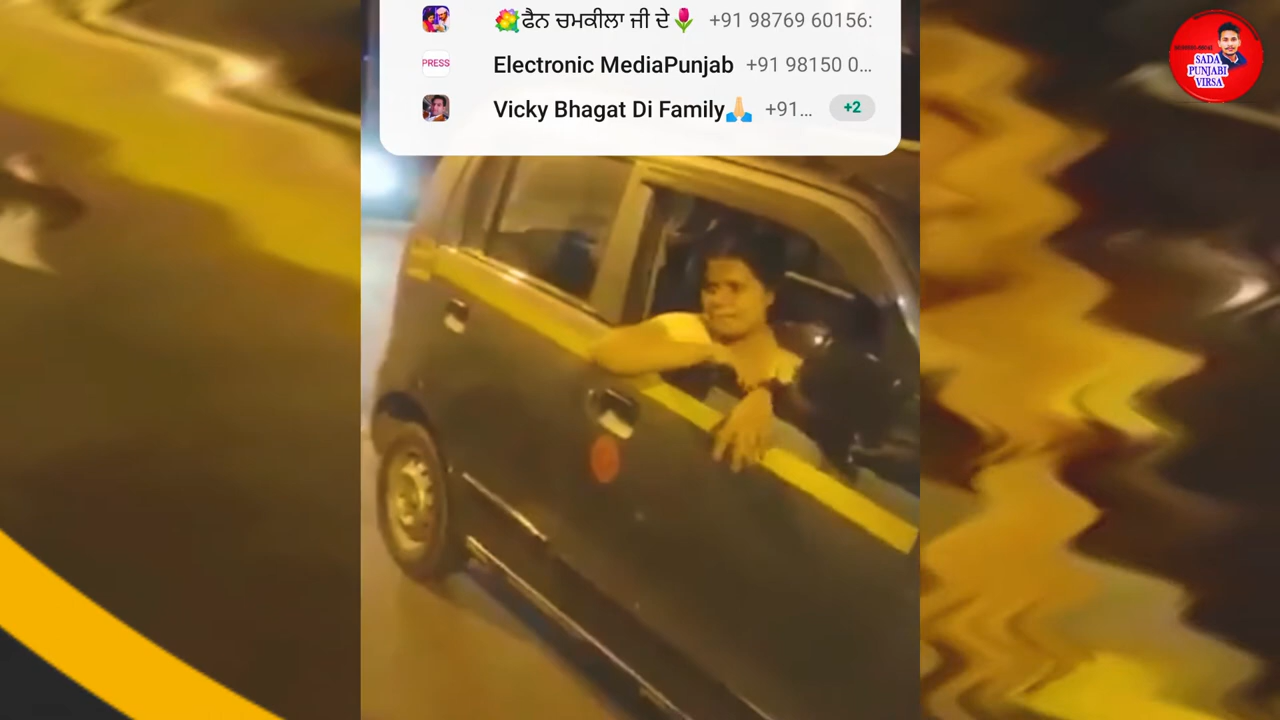 💐ਫੈਨ ਚਮਕੀਲਾ ਜੀ ਦੇ🌷 +91 98769 60156:
PRESS Electronic MediaPunjab +91 98150 0...
Vicky Bhagat Di Family🙏 +91... +2
SADA
PUNJABI
VIRSA